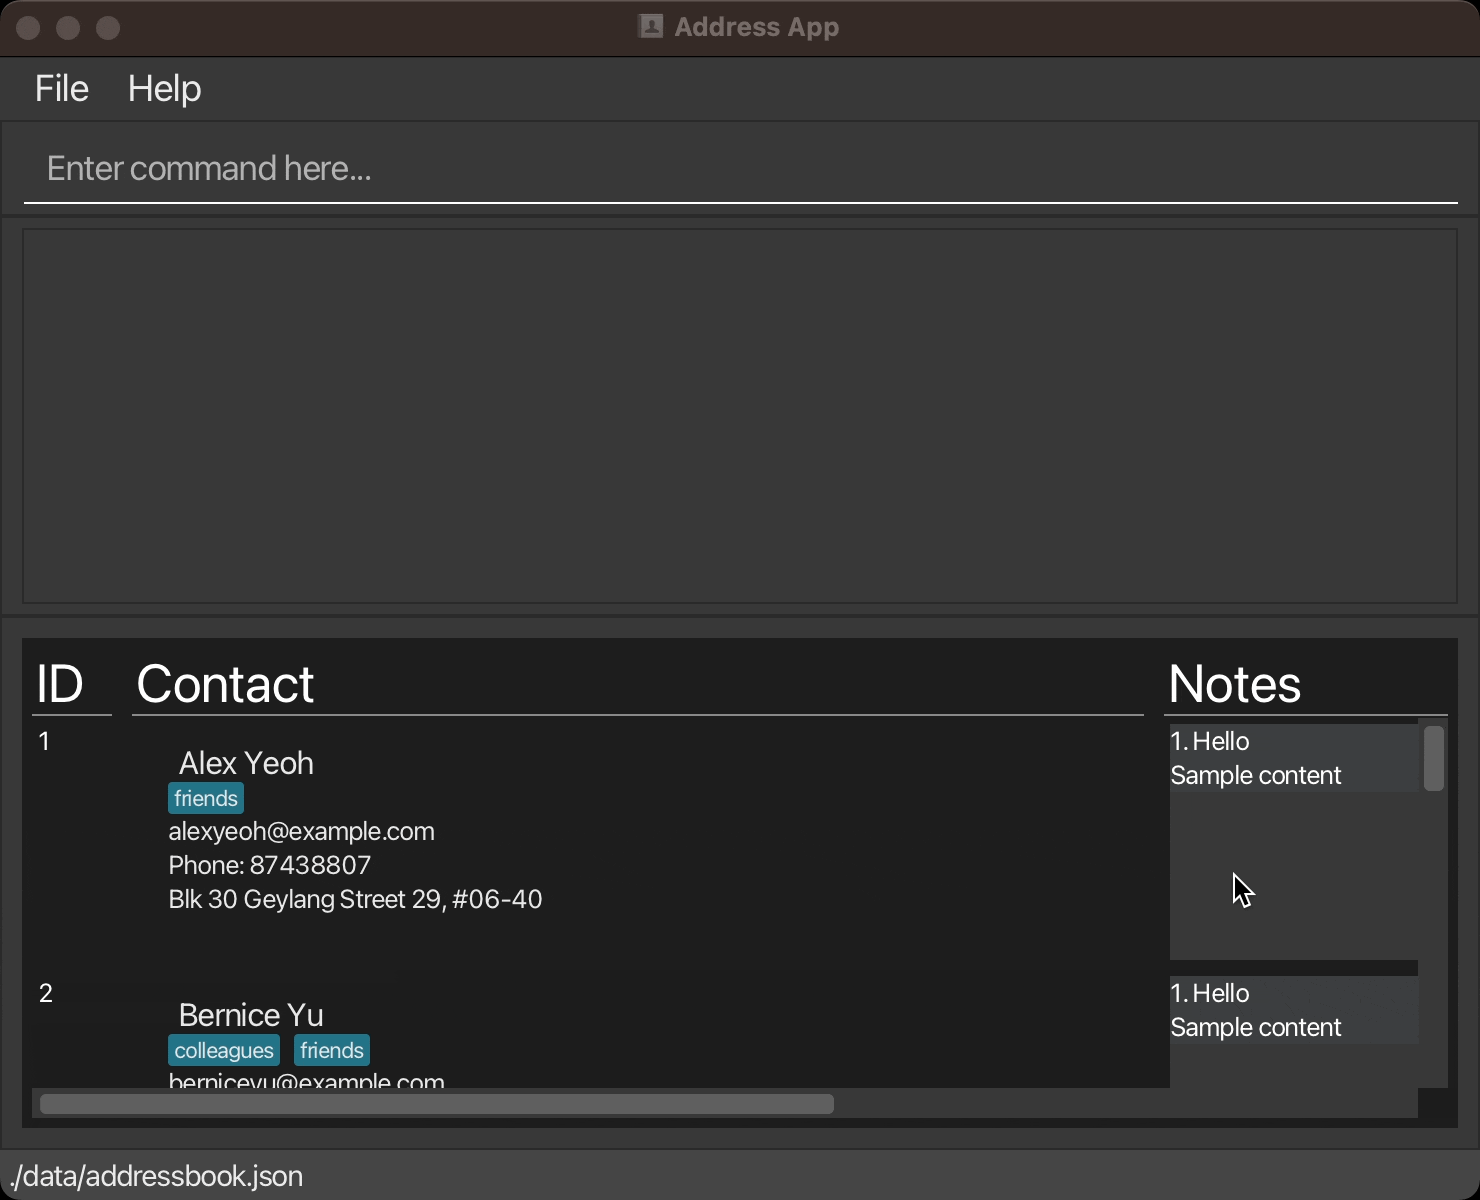 Address App
File Help
Enter command here...
ID Contact Notes
1
Alex Yeoh
friends
alexyeoh@example.com
Phone: 87438807
Blk 30 Geylang Street 29, #06-40
1. Hello
Sample content
2
Bernice Yu
colleagues friends
berniceyu@example.com
1. Hello
Sample content
./data/addressbook.json